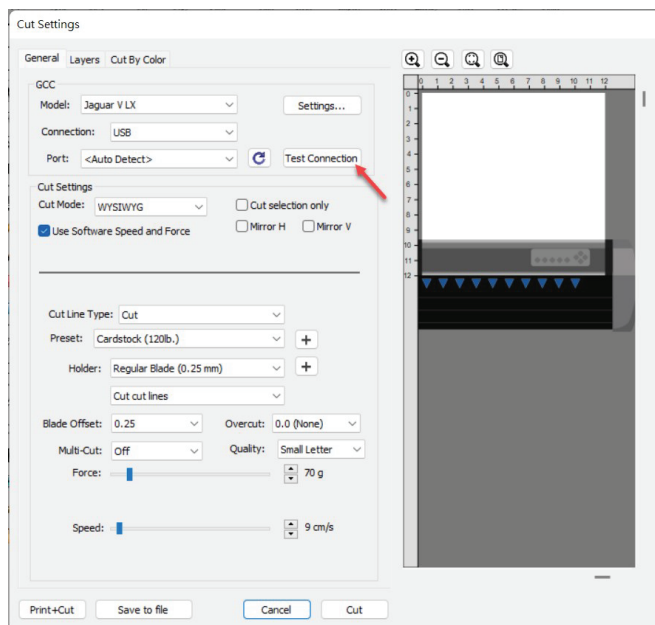 Cut Settings
General Layers Cut By Color
GCC
Model: Jaguar V LX Settings...
Connection: USB
Port: <Auto Detect> Test Connection
Cut Settings
Cut Mode: WYSIWYG Cut selection only
Use Software Speed and Force Mirror H Mirror V
Cut Line Type: Cut
Preset: Cardstock (120lb.) +
Holder: Regular Blade (0.25 mm) +
Cut cut lines
Blade Offset: 0.25 Overcut: 0.0 (None)
Multi-Cut: Off Quality: Small Letter
Force: 70 g
Speed: 9 cm/s
Print+Cut Save to file Cancel Cut
0 1 2 3 4 5 6 7 8 9 10 11 12
0
1
2
3
4
5
6
7
8
9
10
11
12